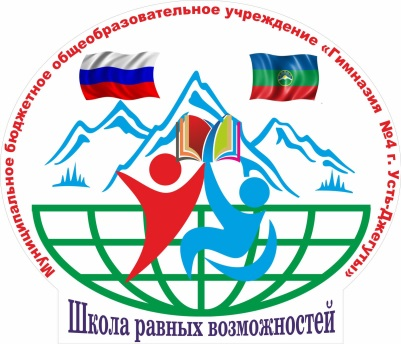 Муниципальное бюджетное общеобразовательное учреждение «Гимназия №4 г. Усть-Джегуты»
Школа равных возможностей